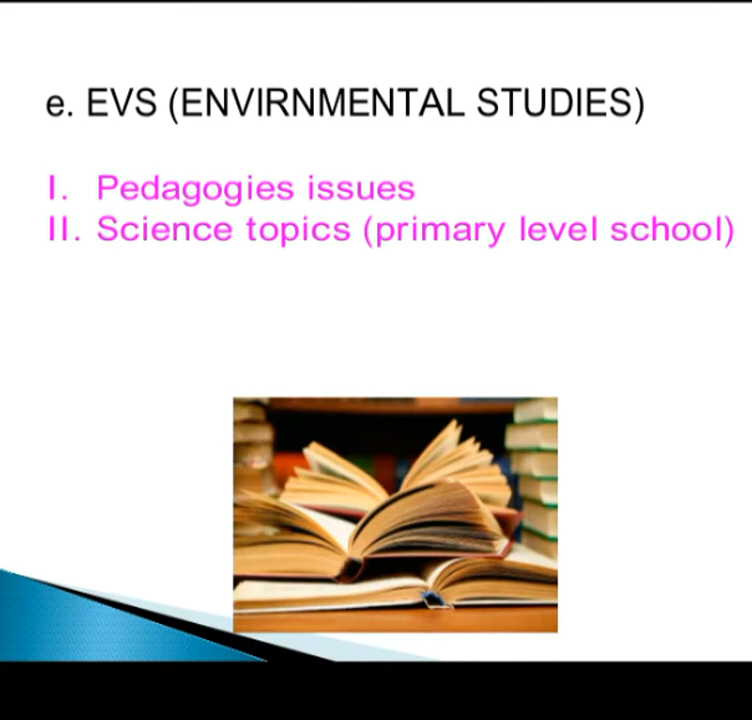 e. EVS (ENVIRNMENTAL STUDIES)
I. Pedagogies issues
II. Science topics (primary level school)